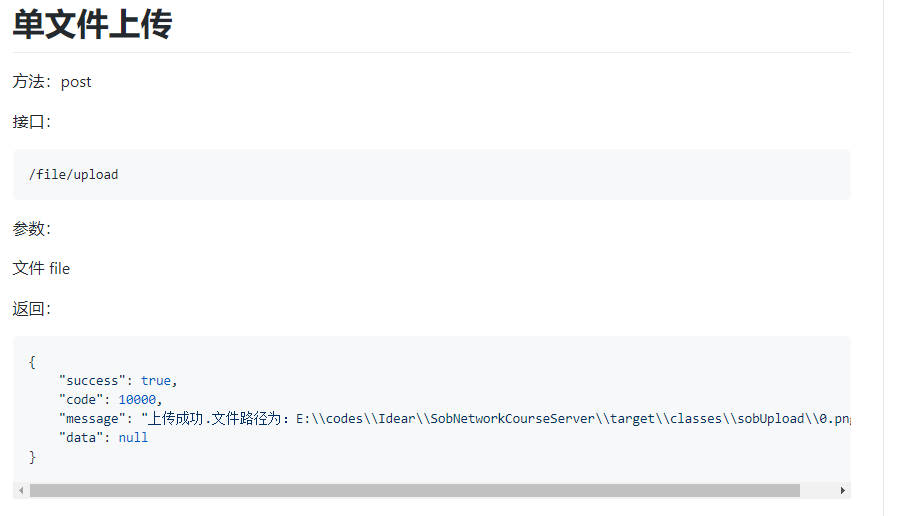 单文件上传
方法：post
接口：
/file/upload
参数：
文件 file
返回：
{
"success": true,
"code": 10000,
"message": "上传成功.文件路径为：E:\\codes\\Idear\\SobNetworkCourseServer\\target\\classes\\sobUpload\\0.png
"data": null
}